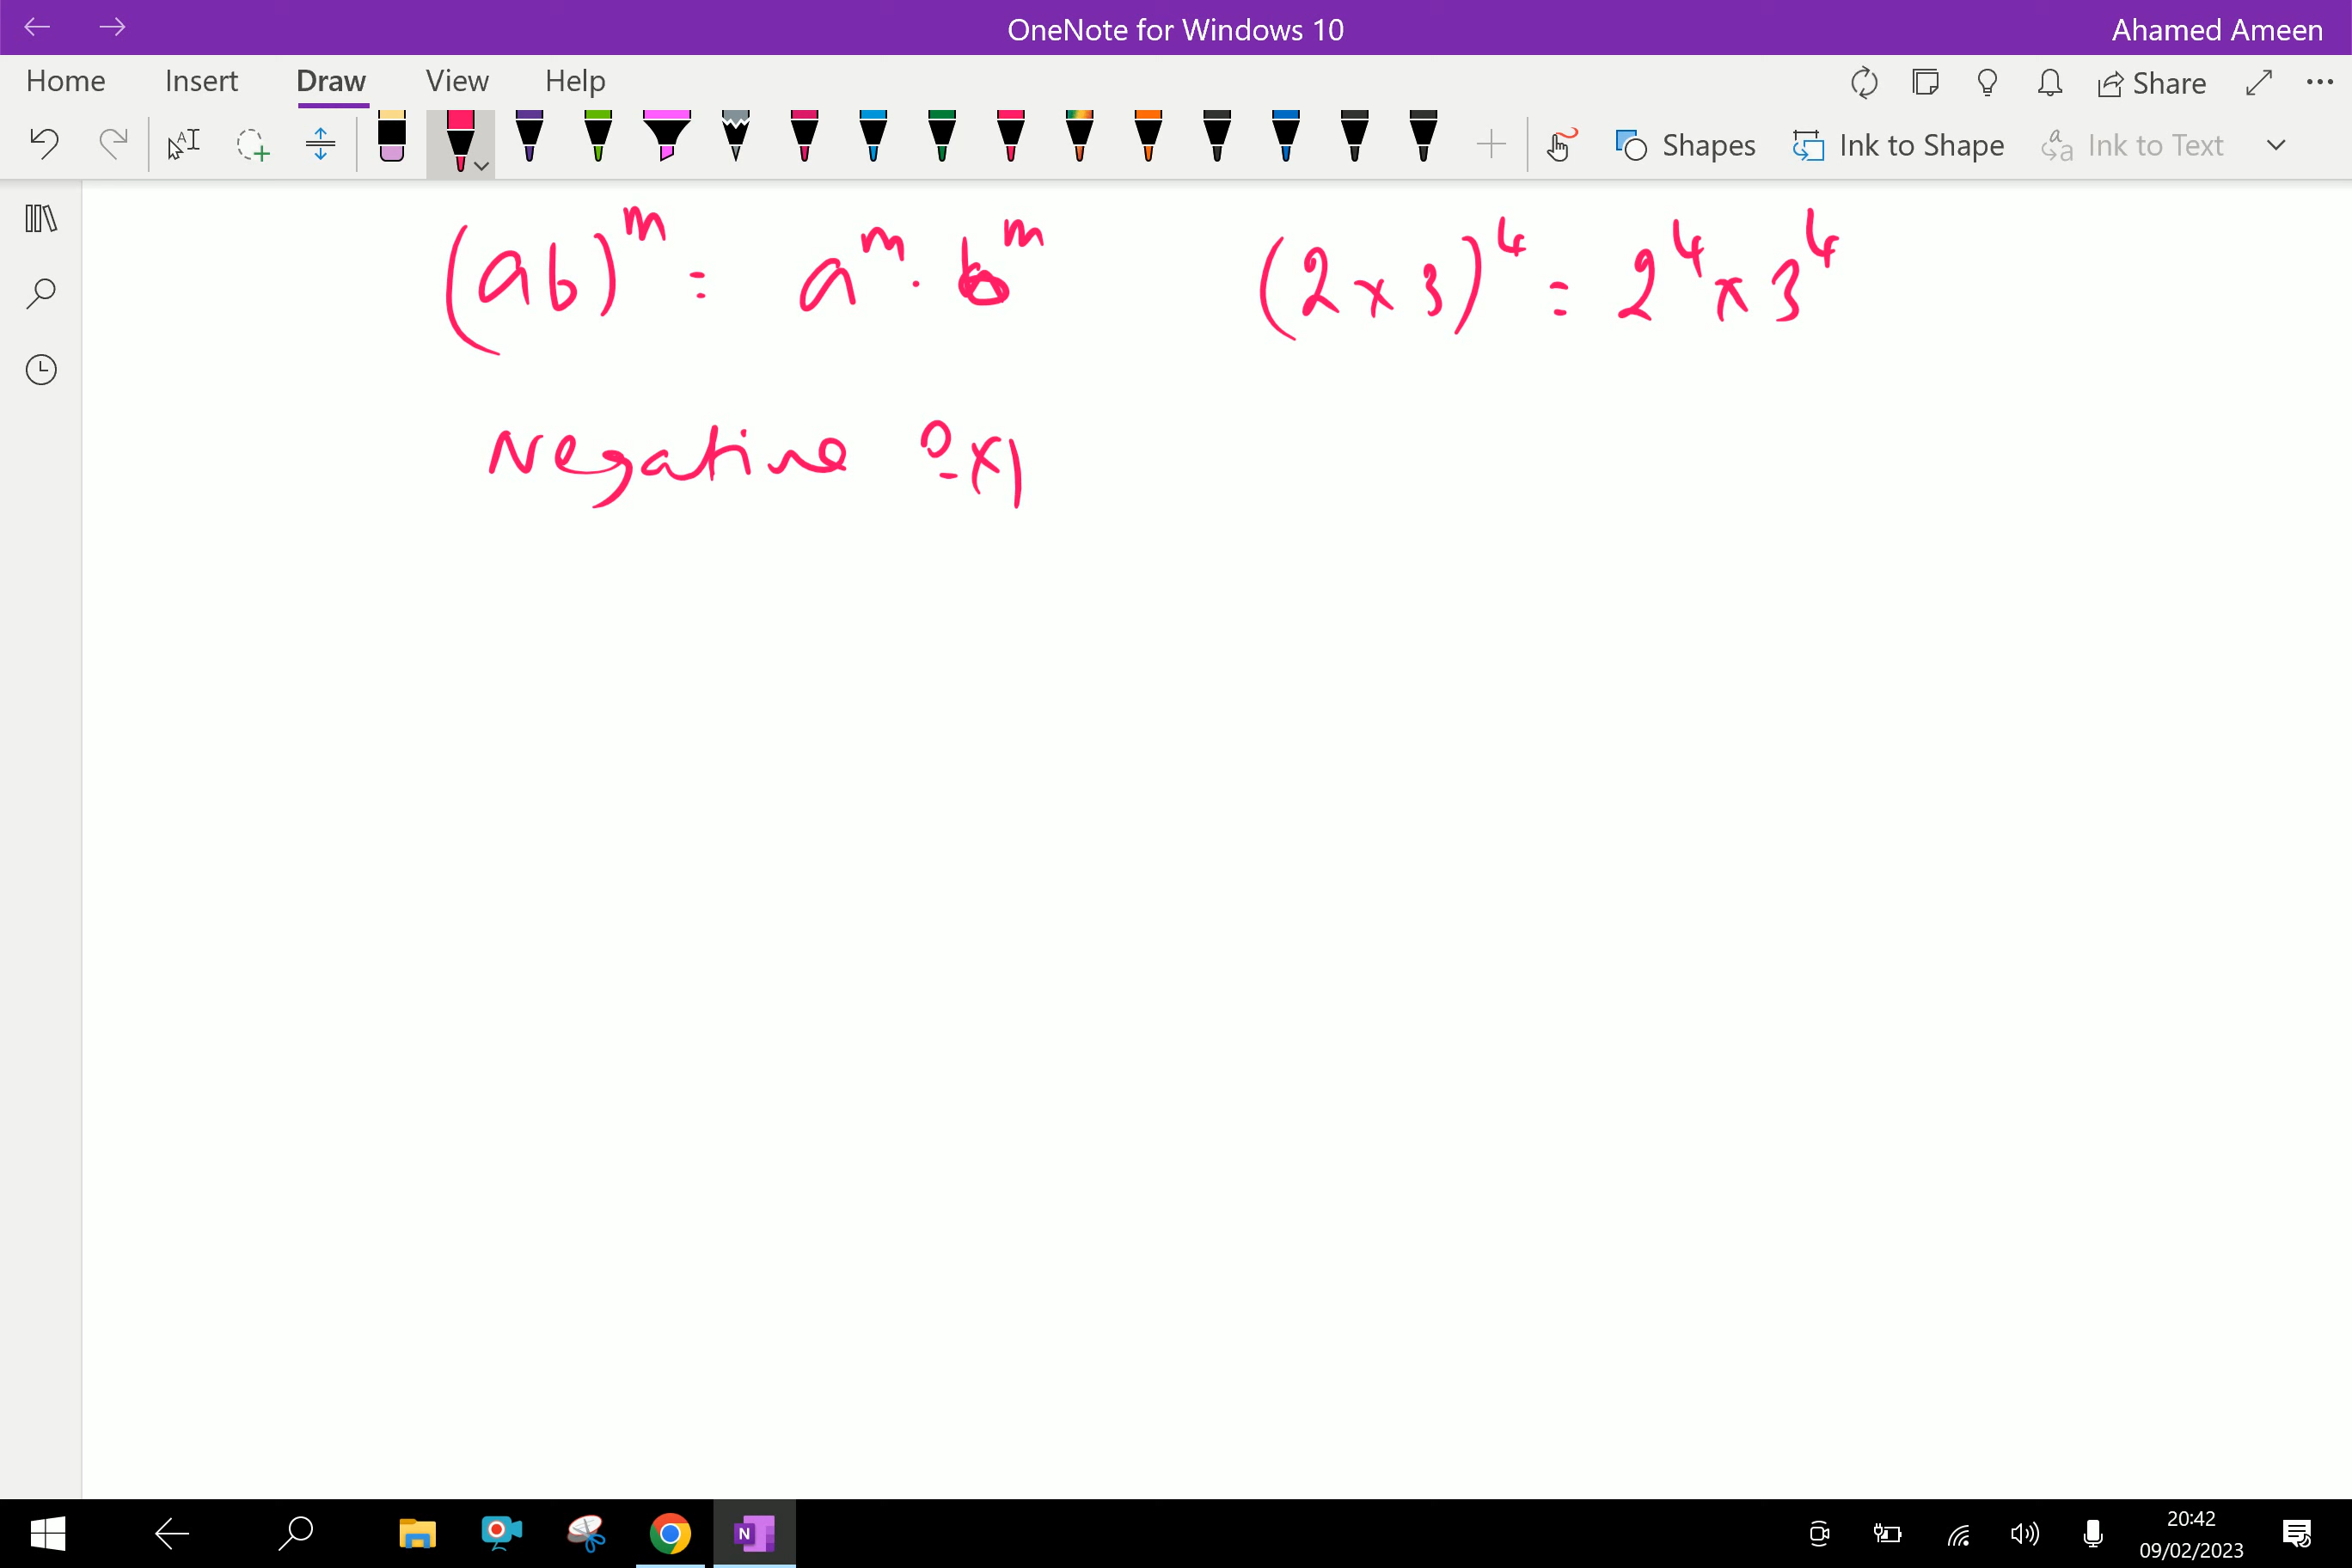 OneNote for Windows 10 Ahamed Ameen
Home Insert Draw View Help Share
Shapes Ink to Shape Ink to Text
(ab)^m = a^m · b^m (2 x 3)^4 = 2^4 x 3^4
Negative exp
20:42
09/02/2023